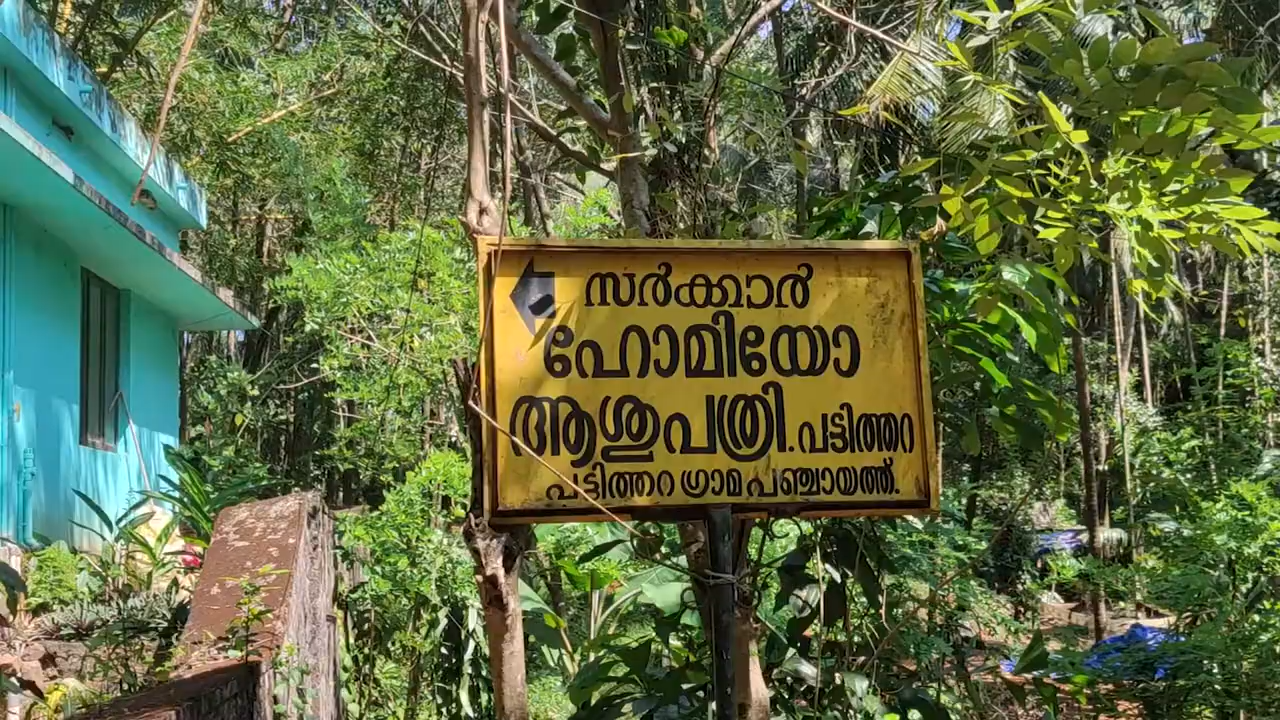 സർക്കാർ
ഹോമിയോ
ആശുപത്രി. പട്ടിത്തറ
പട്ടിത്തറ ഗ്രാമപഞ്ചായത്ത്.